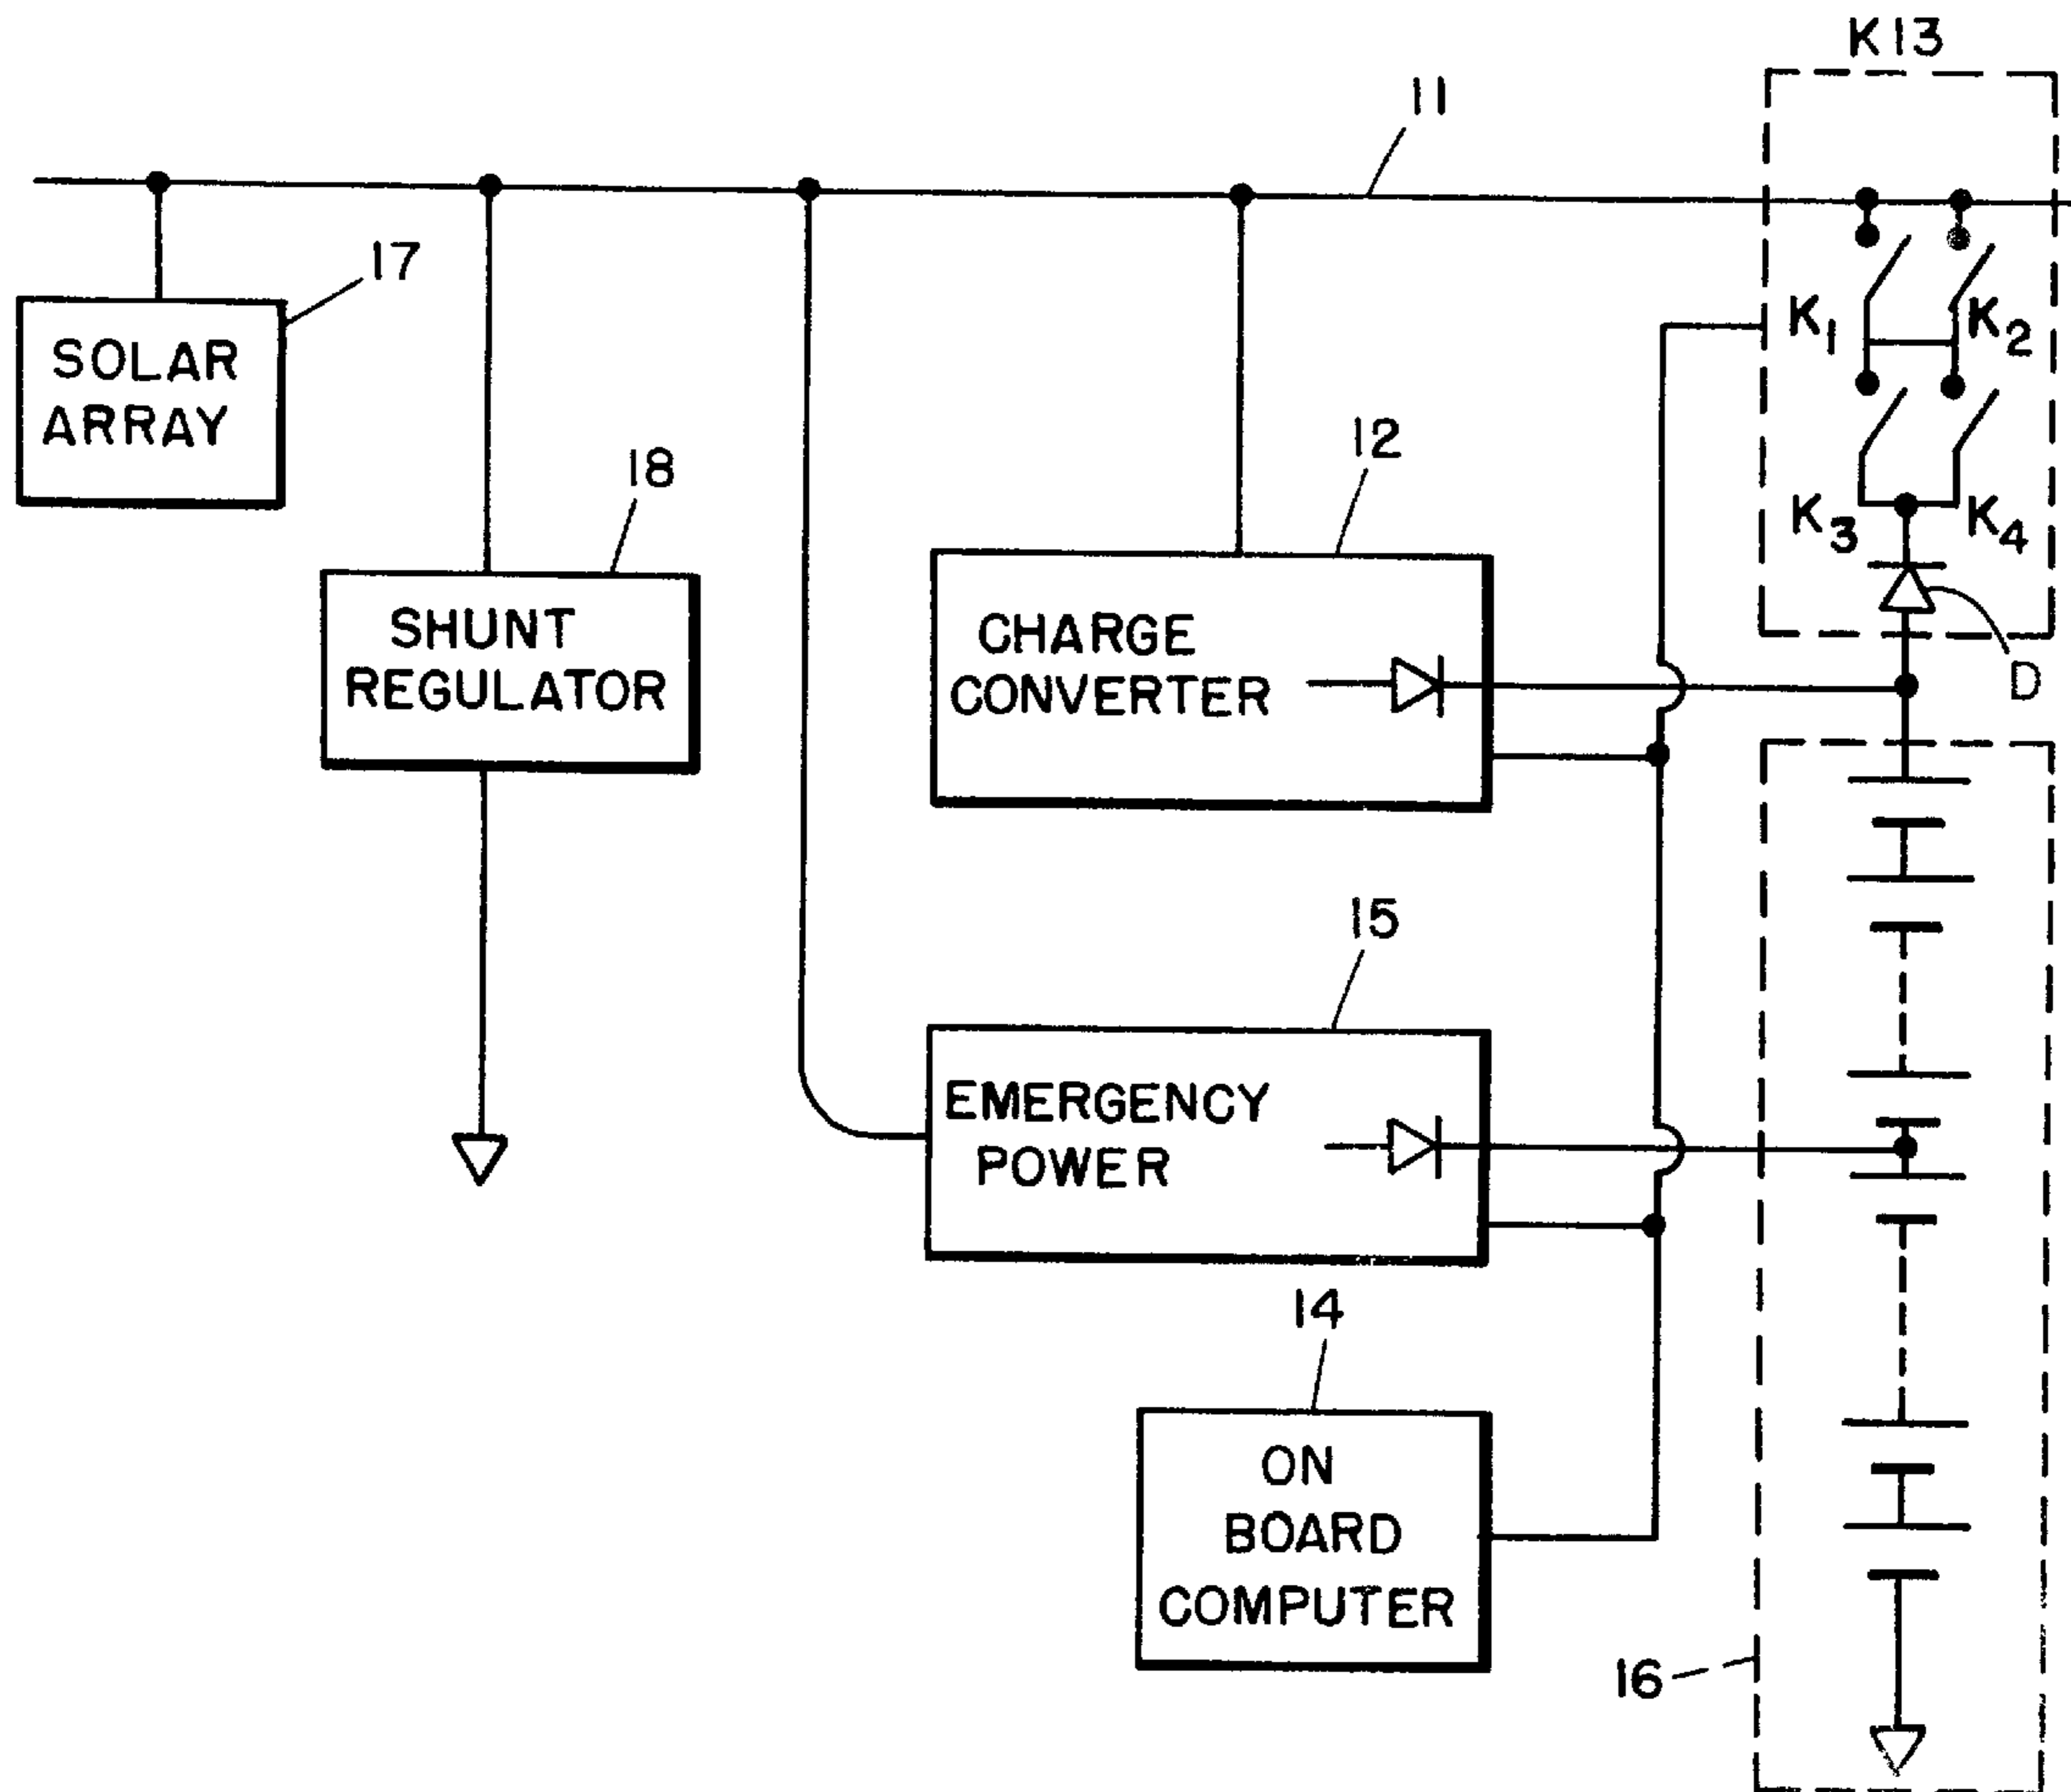 K13
11
17
SOLAR
ARRAY
K1
K2
12
18
K3
K4
SHUNT
REGULATOR
CHARGE
CONVERTER
D
15
EMERGENCY
POWER
14
ON
BOARD
COMPUTER
16